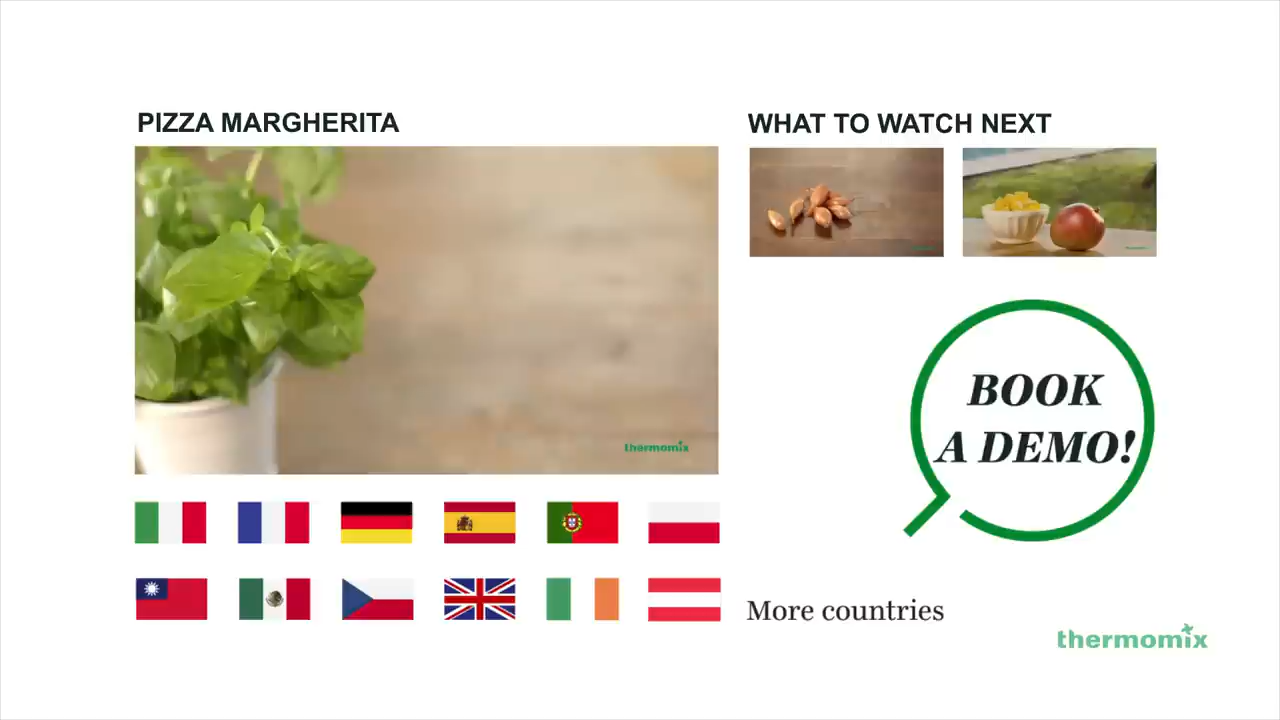 PIZZA MARGHERITA
WHAT TO WATCH NEXT
thermomix
BOOK
A DEMO!
More countries
thermomix